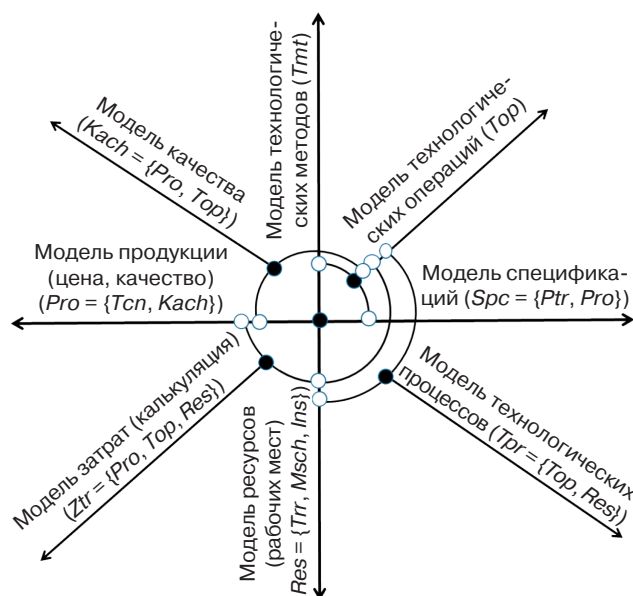 Модель технологиче-
ских методов (Tmt)
Модель технологиче-
ских операций (Top)
Модель качества
(Kach = {Pro, Top})
Модель продукции
(цена, качество)
(Pro = {Tcn, Kach})
Модель специфика-
ций (Spc = {Ptr, Pro})
Модель затрат (калькуляция)
(Ztr = {Pro, Top, Res})
Модель ресурсов
(рабочих мест)
Res = {Trr, Msch, Ins})
Модель технологических
процессов (Tpr = {Top, Res})